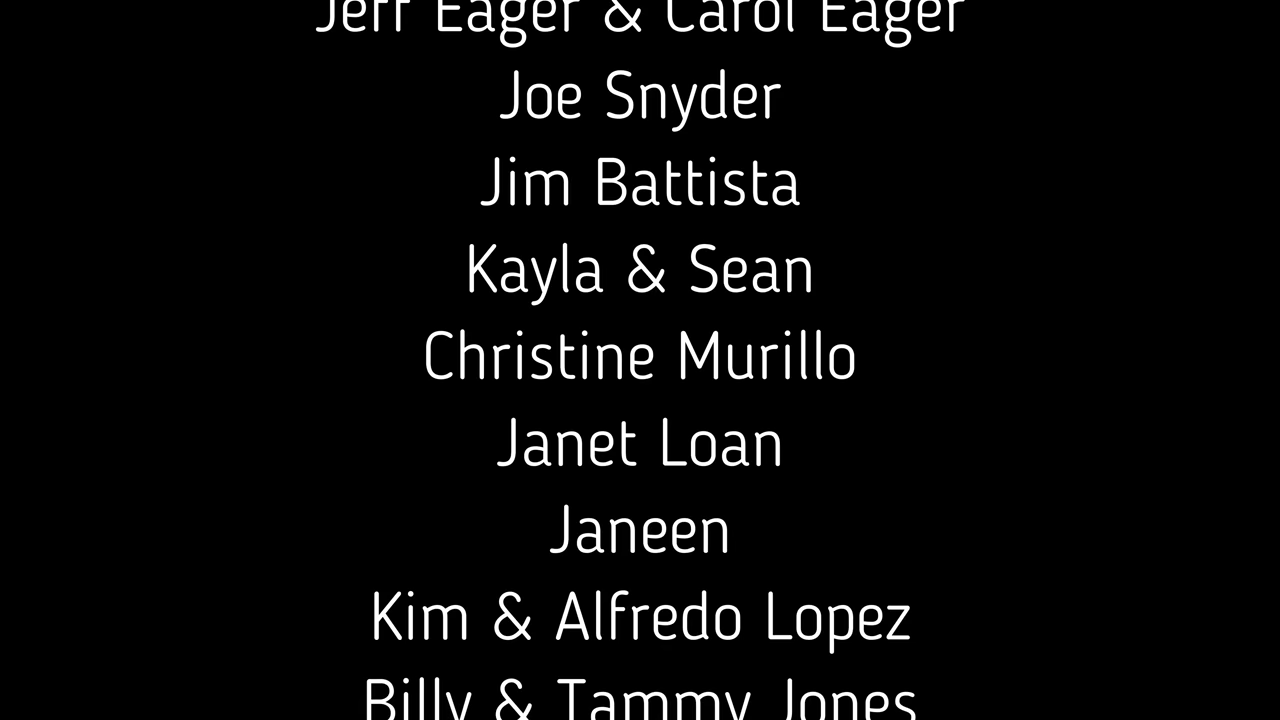 Jeff Eager & Carol Eager
Joe Snyder
Jim Battista
Kayla & Sean
Christine Murillo
Janet Loan
Janeen
Kim & Alfredo Lopez
Billy & Tammy Jones